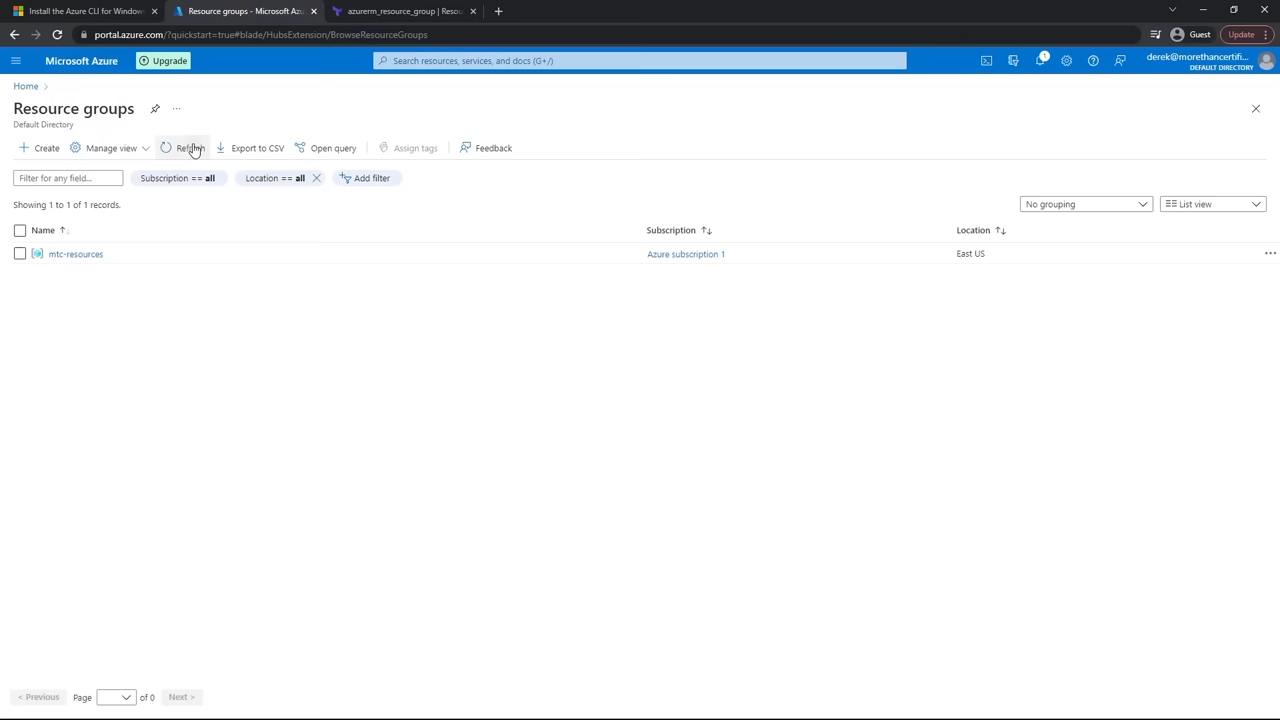 Install the Azure CLI for Window
Resource groups - Microsoft Azu
azurerm_resource_group | Resou
portal.azure.com/?quickstart=true#blade/HubsExtension/BrowseResourceGroups
Guest
Update
Microsoft Azure
Upgrade
Search resources, services, and docs (G+/)
1
derek@morethancertifi...
DEFAULT DIRECTORY
Home
Resource groups
Default Directory
Create
Manage view
Refresh
Export to CSV
Open query
Assign tags
Feedback
Filter for any field...
Subscription == all
Location == all
Add filter
Showing 1 to 1 of 1 records.
No grouping
List view
Name
Subscription
Location
mtc-resources
Azure subscription 1
East US
< Previous
Page
of 0
Next >